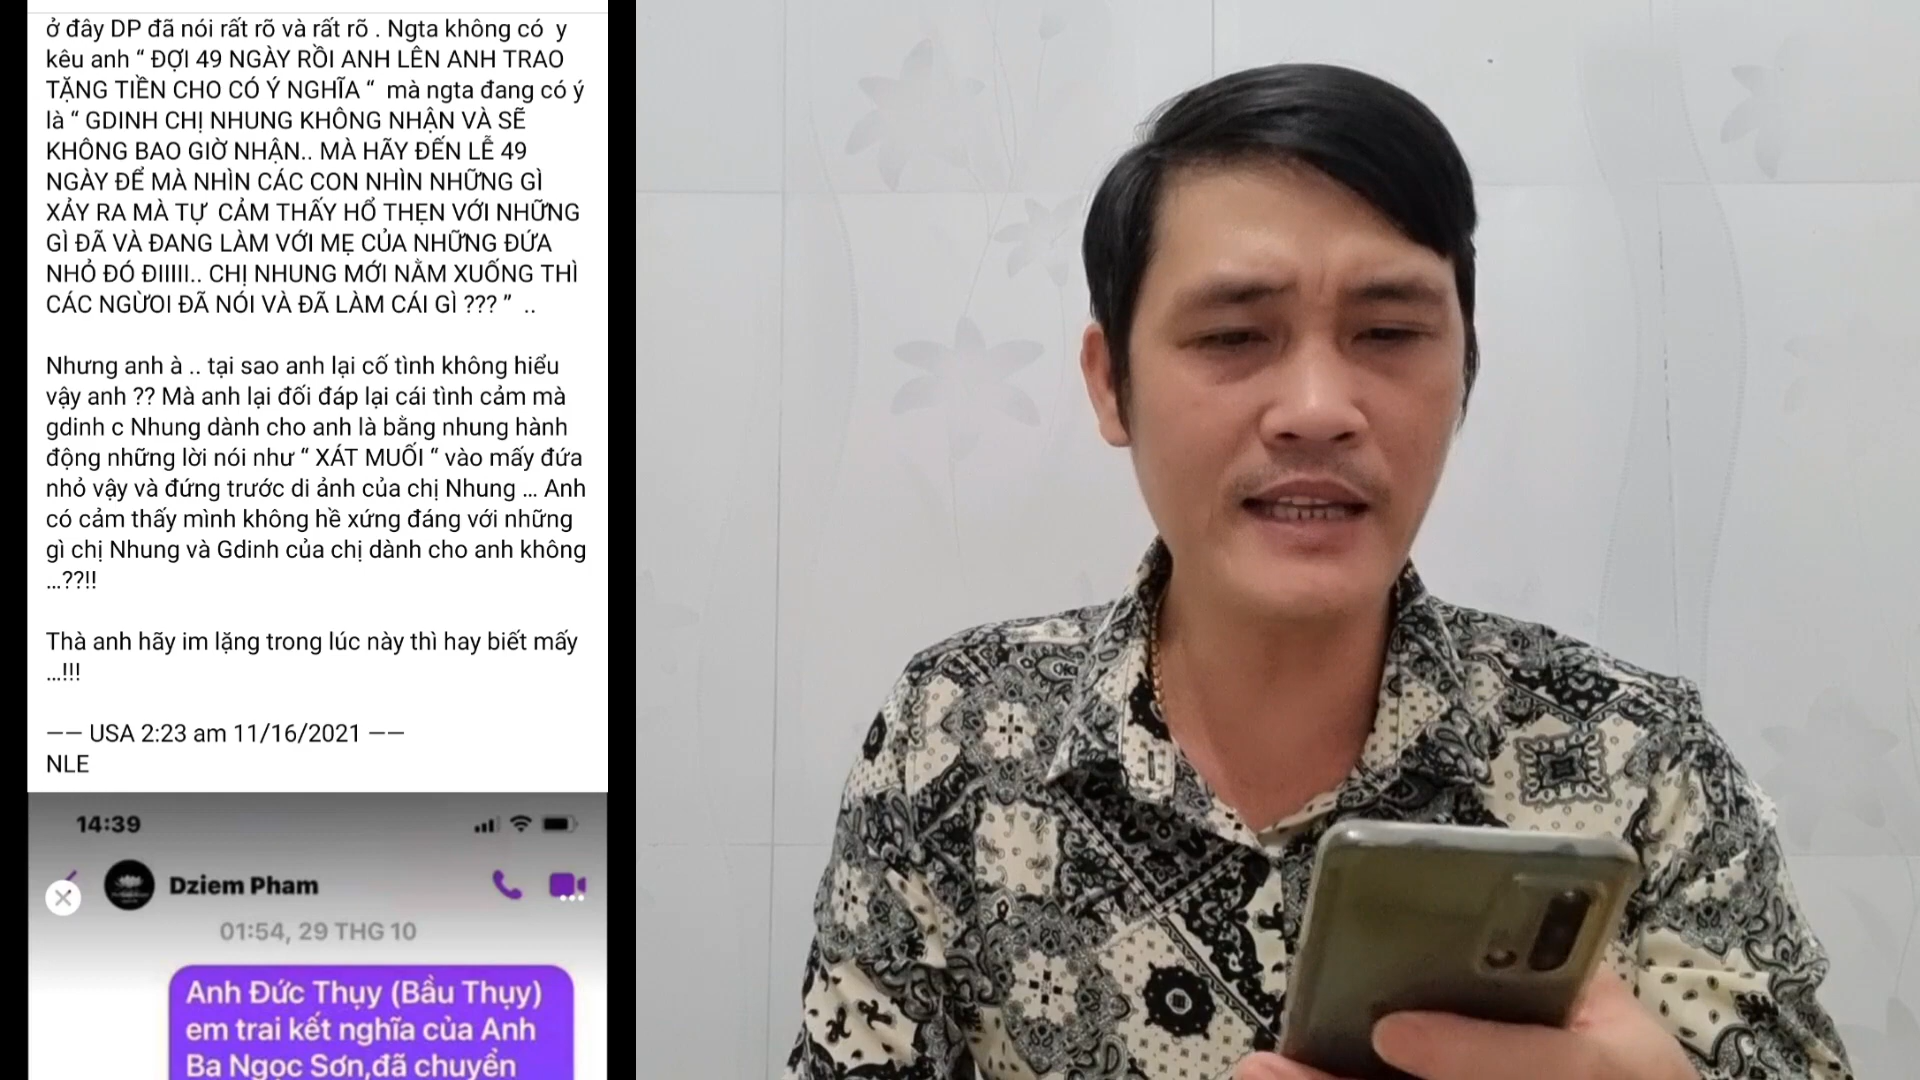 ở đây DP đã nói rất rõ và rất rõ . Ngta không có y
kêu anh “ ĐỢI 49 NGÀY RỒI ANH LÊN ANH TRAO
TẶNG TIỀN CHO CÓ Ý NGHĨA “ mà ngta đang có ý
là “ GDINH CHỊ NHUNG KHÔNG NHẬN VÀ SẼ
KHÔNG BAO GIỜ NHẬN.. MÀ HÃY ĐẾN LỄ 49
NGÀY ĐỂ MÀ NHÌN CÁC CON NHÌN NHỮNG GÌ
XẢY RA MÀ TỰ CẢM THẤY HỔ THẸN VỚI NHỮNG
GÌ ĐÃ VÀ ĐANG LÀM VỚI MẸ CỦA NHỮNG ĐỨA
NHỎ ĐÓ ĐIIIII.. CHỊ NHUNG MỚI NẰM XUỐNG THÌ
CÁC NGƯỜI ĐÃ NÓI VÀ ĐÃ LÀM CÁI GÌ ??? ” ..
Nhưng anh à .. tại sao anh lại cố tình không hiểu
vậy anh ?? Mà anh lại đối đáp lại cái tình cảm mà
gdinh c Nhung dành cho anh là bằng nhung hành
động những lời nói như “ XÁT MUỐI “ vào mấy đứa
nhỏ vậy và đứng trước di ảnh của chị Nhung ... Anh
có cảm thấy mình không hề xứng đáng với những
gì chị Nhung và Gdinh của chị dành cho anh không
...??!!
Thà anh hãy im lặng trong lúc này thì hay biết mấy
...!!!
—— USA 2:23 am 11/16/2021 ——
NLE
14:39
Dziem Pham
01:54, 29 THG 10
Anh Đức Thụy (Bầu Thụy)
em trai kết nghĩa của Anh
Ba Ngọc Sơn,đã chuyển